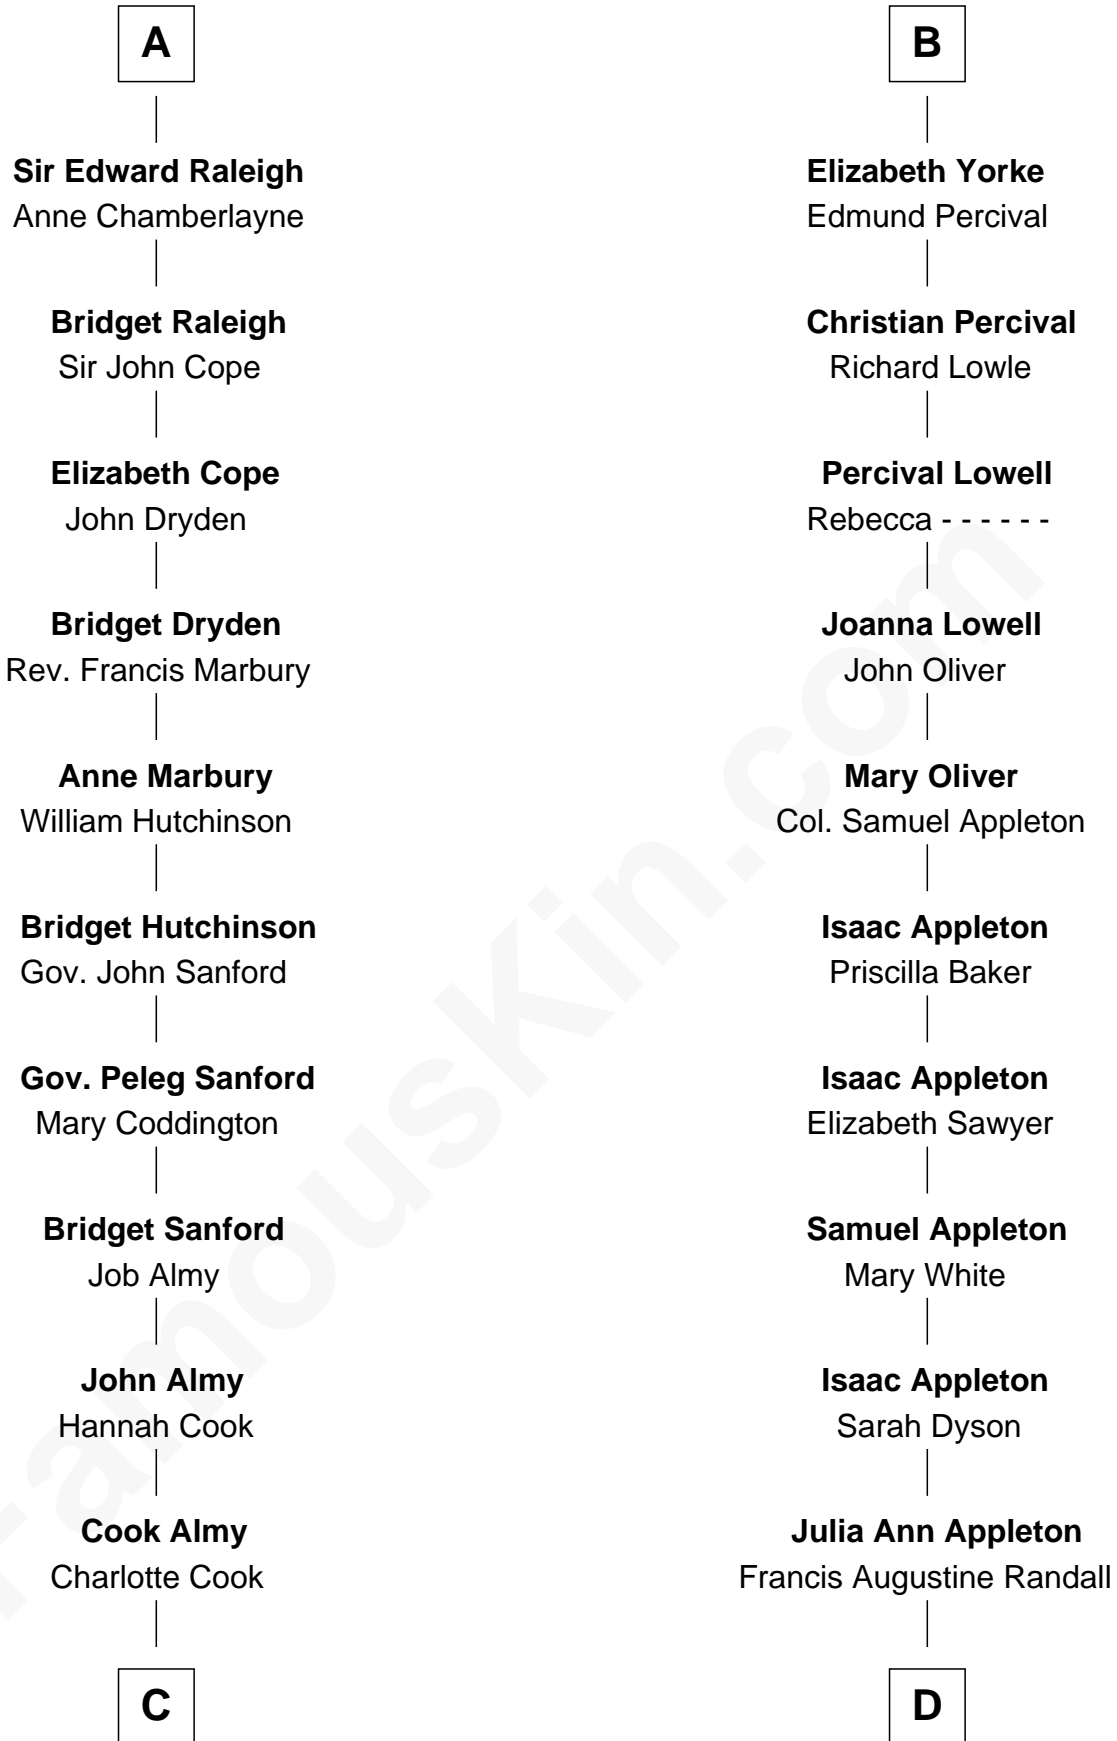 A
Sir Edward Raleigh
Anne Chamberlayne
Bridget Raleigh
Sir John Cope
Elizabeth Cope
John Dryden
Bridget Dryden
Rev. Francis Marbury
Anne Marbury
William Hutchinson
Bridget Hutchinson
Gov. John Sanford
Gov. Peleg Sanford
Mary Coddington
Bridget Sanford
Job Almy
John Almy
Hannah Cook
Cook Almy
Charlotte Cook
C
B
Elizabeth Yorke
Edmund Percival
Christian Percival
Richard Lowle
Percival Lowell
Rebecca - - - - - -
Joanna Lowell
John Oliver
Mary Oliver
Col. Samuel Appleton
Isaac Appleton
Priscilla Baker
Isaac Appleton
Elizabeth Sawyer
Samuel Appleton
Mary White
Isaac Appleton
Sarah Dyson
Julia Ann Appleton
Francis Augustine Randall
D
FamousKin.com